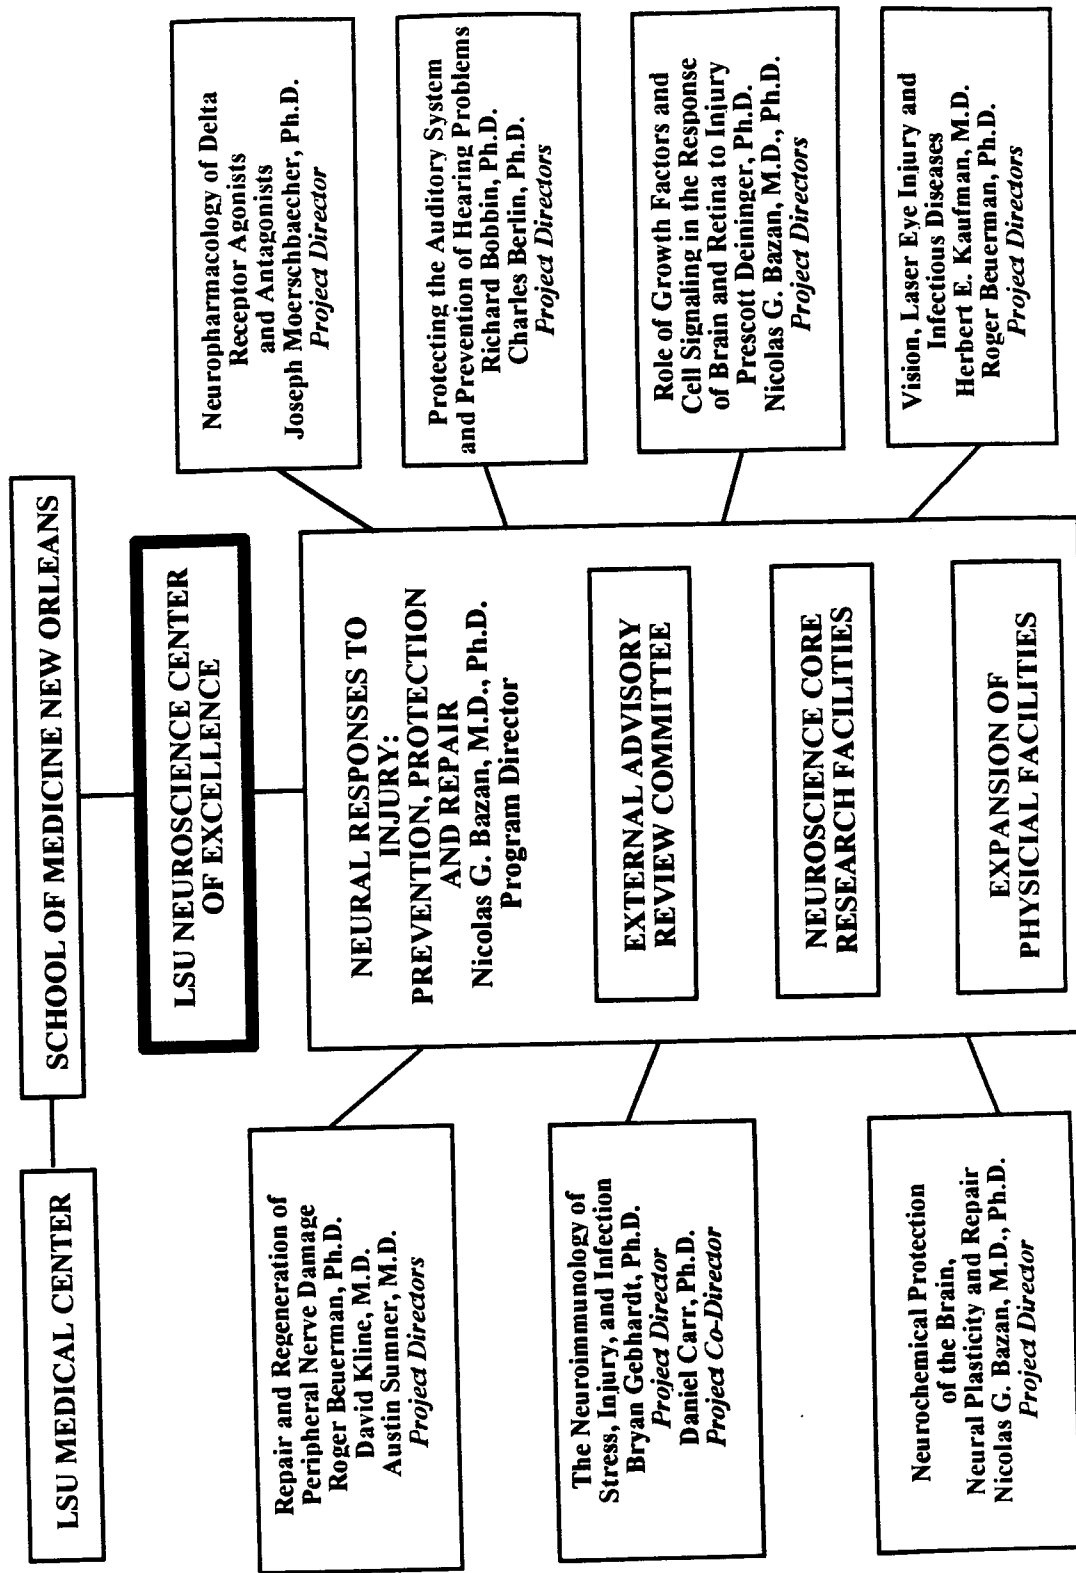 LSU MEDICAL CENTER
SCHOOL OF MEDICINE NEW ORLEANS
LSU NEUROSCIENCE CENTER
OF EXCELLENCE
NEURAL RESPONSES TO
INJURY:
PREVENTION, PROTECTION
AND REPAIR
Nicolas G. Bazan, M.D., Ph.D.
Program Director
EXTERNAL ADVISORY
REVIEW COMMITTEE
NEUROSCIENCE CORE
RESEARCH FACILITIES
EXPANSION OF
PHYSICIAL FACILITIES
Repair and Regeneration of
Peripheral Nerve Damage
Roger Beuerman, Ph.D.
David Kline, M.D.
Austin Sumner, M.D.
Project Directors
The Neuroimmunology of
Stress, Injury, and Infection
Bryan Gebhardt, Ph.D.
Project Director
Daniel Carr, Ph.D.
Project Co-Director
Neurochemical Protection
of the Brain,
Neural Plasticity and Repair
Nicolas G. Bazan, M.D., Ph.D.
Project Director
Neuropharmacology of Delta
Receptor Agonists
and Antagonists
Joseph Moerschbaecher, Ph.D.
Project Director
Protecting the Auditory System
and Prevention of Hearing Problems
Richard Bobbin, Ph.D.
Charles Berlin, Ph.D.
Project Directors
Role of Growth Factors and
Cell Signaling in the Response
of Brain and Retina to Injury
Prescott Deininger, Ph.D.
Nicolas G. Bazan, M.D., Ph.D.
Project Directors
Vision, Laser Eye Injury and
Infectious Diseases
Herbert E. Kaufman, M.D.
Roger Beuerman, Ph.D.
Project Directors